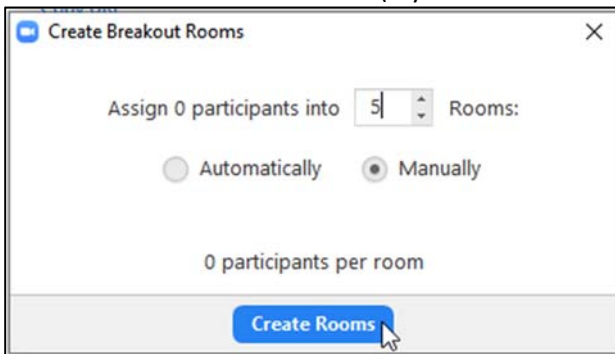 Create Breakout Rooms
Assign 0 participants into 5 Rooms:
Automatically Manually
0 participants per room
Create Rooms